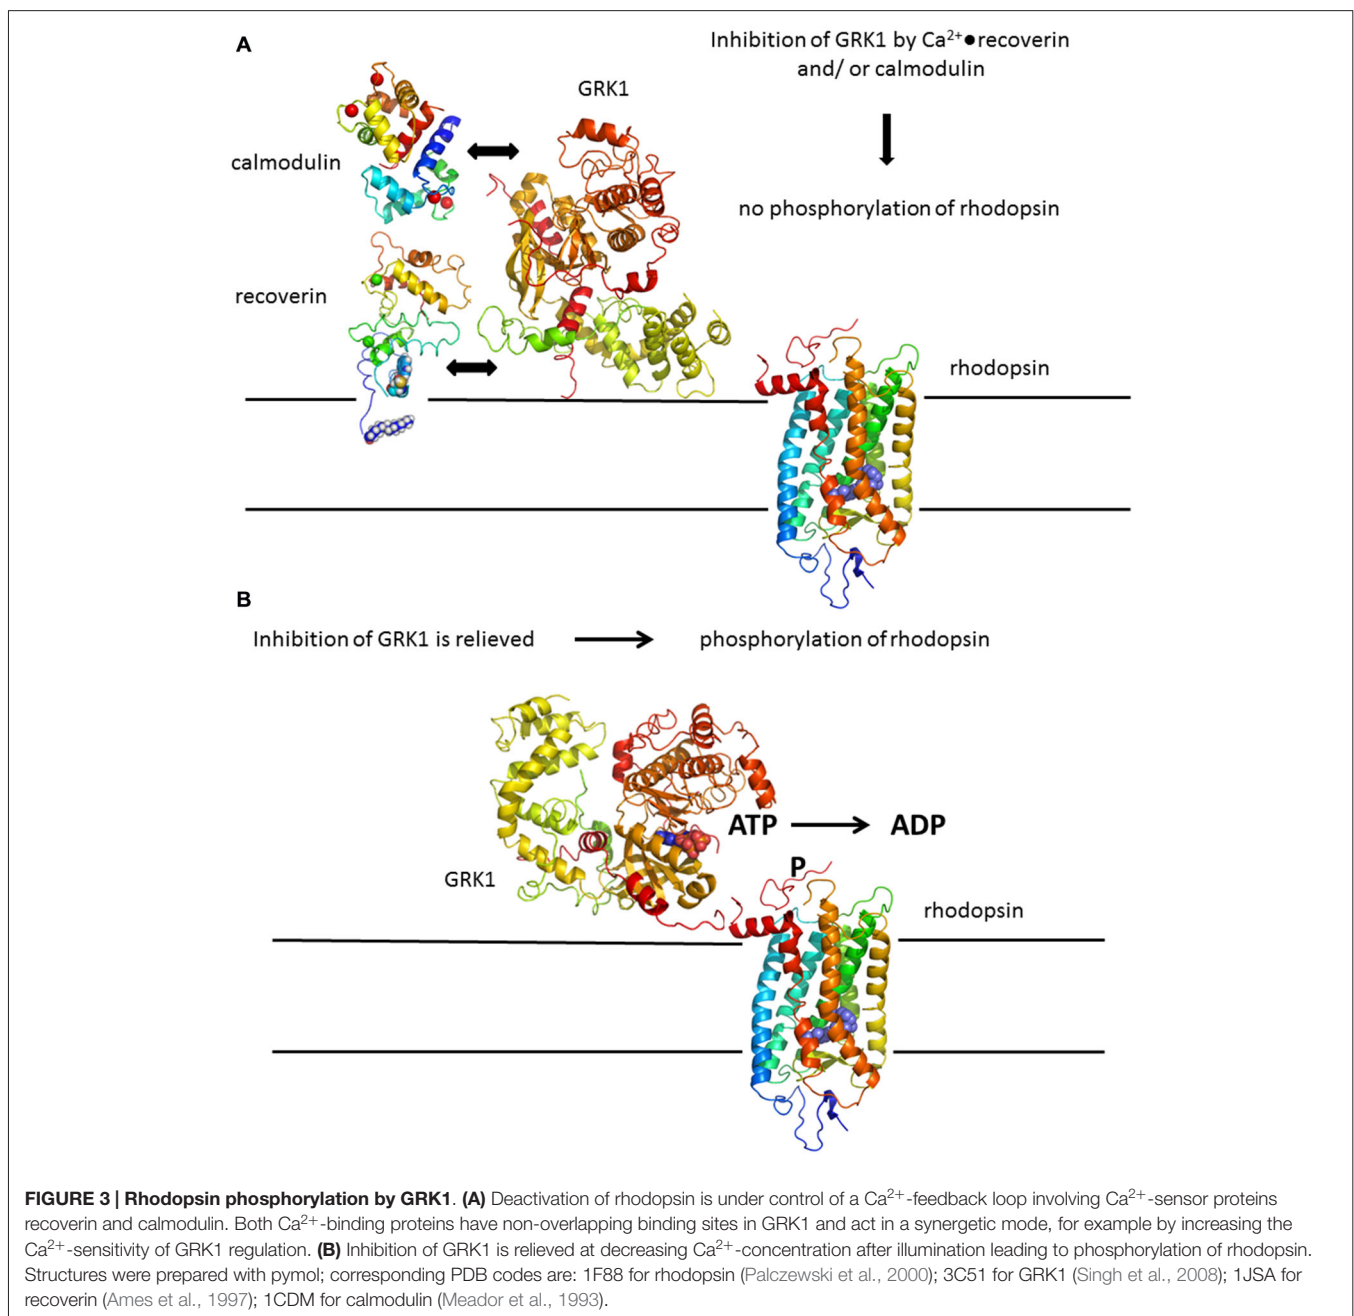 A
Inhibition of GRK1 by Ca²⁺●recoverin
and/ or calmodulin
GRK1
calmodulin
no phosphorylation of rhodopsin
recoverin
rhodopsin
B
Inhibition of GRK1 is relieved
phosphorylation of rhodopsin
ATP
ADP
P
GRK1
rhodopsin
FIGURE 3 | Rhodopsin phosphorylation by GRK1. (A) Deactivation of rhodopsin is under control of a Ca²⁺-feedback loop involving Ca²⁺-sensor proteins
recoverin and calmodulin. Both Ca²⁺-binding proteins have non-overlapping binding sites in GRK1 and act in a synergetic mode, for example by increasing the
Ca²⁺-sensitivity of GRK1 regulation. (B) Inhibition of GRK1 is relieved at decreasing Ca²⁺-concentration after illumination leading to phosphorylation of rhodopsin.
Structures were prepared with pymol; corresponding PDB codes are: 1F88 for rhodopsin (Palczewski et al., 2000); 3C51 for GRK1 (Singh et al., 2008); 1JSA for
recoverin (Ames et al., 1997); 1CDM for calmodulin (Meador et al., 1993).